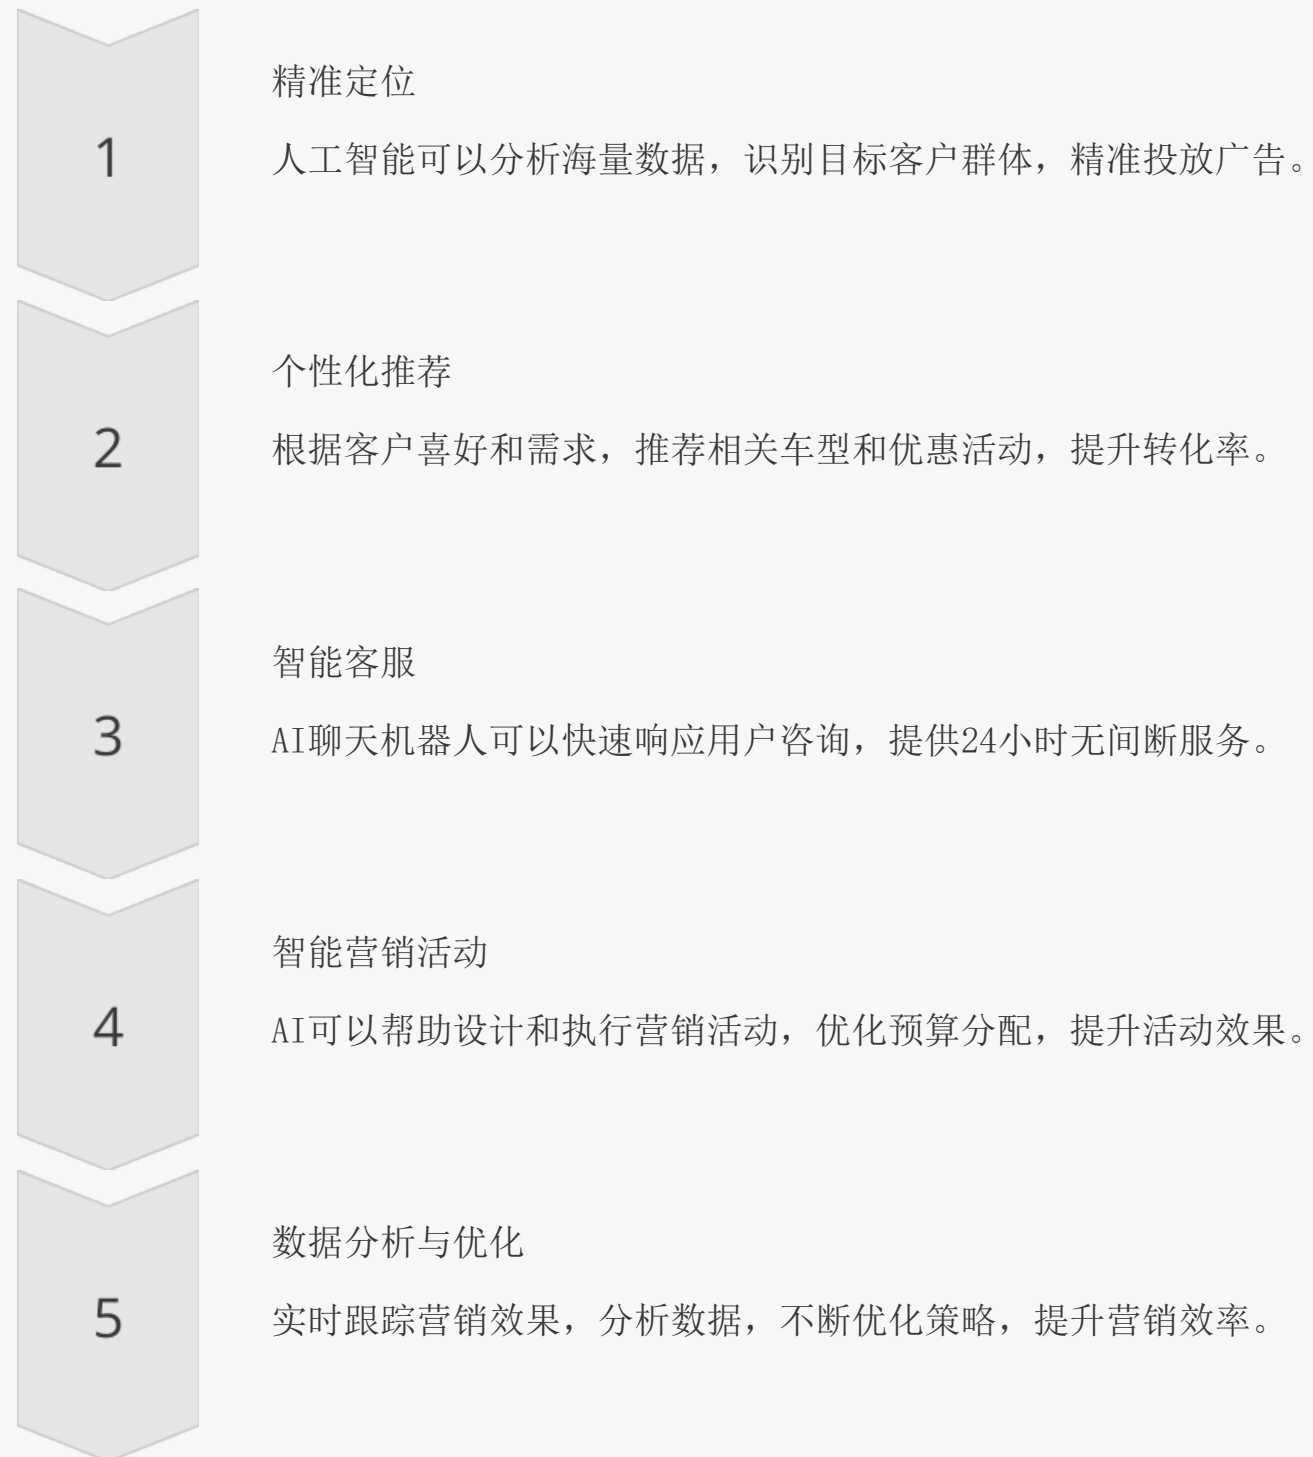 1
精准定位
人工智能可以分析海量数据，识别目标客户群体，精准投放广告。
2
个性化推荐
根据客户喜好和需求，推荐相关车型和优惠活动，提升转化率。
3
智能客服
AI聊天机器人可以快速响应用户咨询，提供24小时无间断服务。
4
智能营销活动
AI可以帮助设计和执行营销活动，优化预算分配，提升活动效果。
5
数据分析与优化
实时跟踪营销效果，分析数据，不断优化策略，提升营销效率。